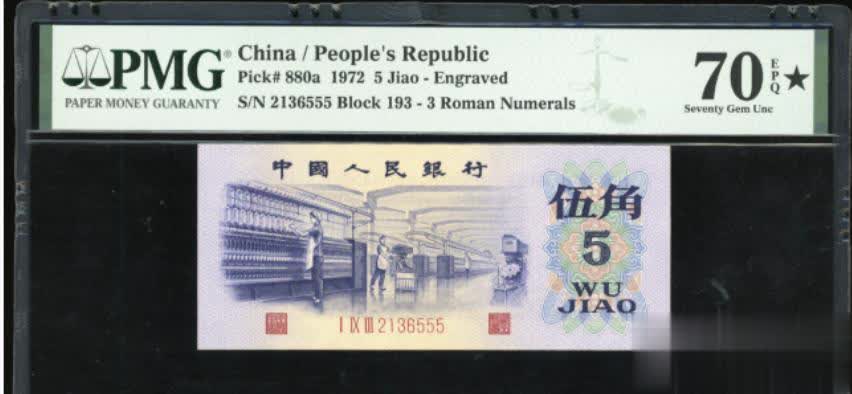 PMG®
PAPER MONEY GUARANTY
China / People's Republic
Pick# 880a 1972 5 Jiao - Engraved
S/N 2136555 Block 193 - 3 Roman Numerals
70 EPQ★
Seventy Gem Unc
中國人民銀行
伍角
5
WU
JIAO
I IX III 2136555